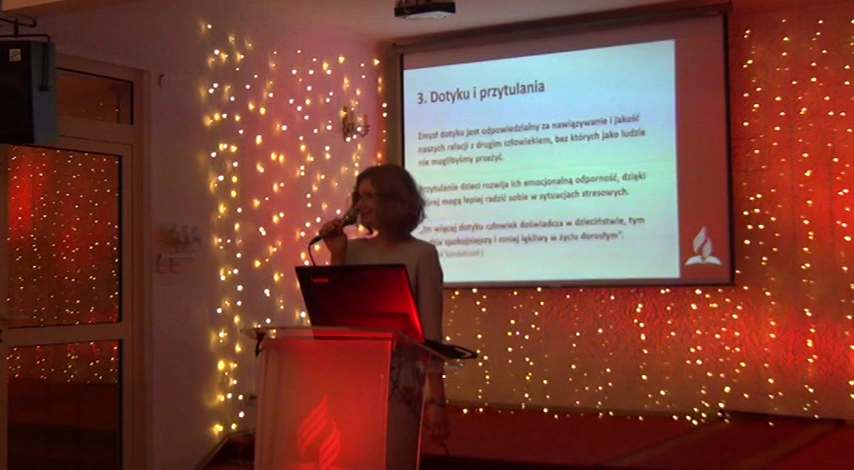 3. Dotyku i przytulania
Zmysł dotyku jest odpowiedzialny za nawiązywanie i jakość
naszych relacji z drugim człowiekiem, bez których jako ludzie
nie moglibyśmy przeżyć.
Przytulanie dzieci rozwija ich emocjonalną odporność, dzięki
której mogą lepiej radzić sobie w sytuacjach stresowych.
„Im więcej dotyku człowiek doświadcza w dzieciństwie, tym
spokojniejszy i mniej lękliwy w życiu dorosłym”.